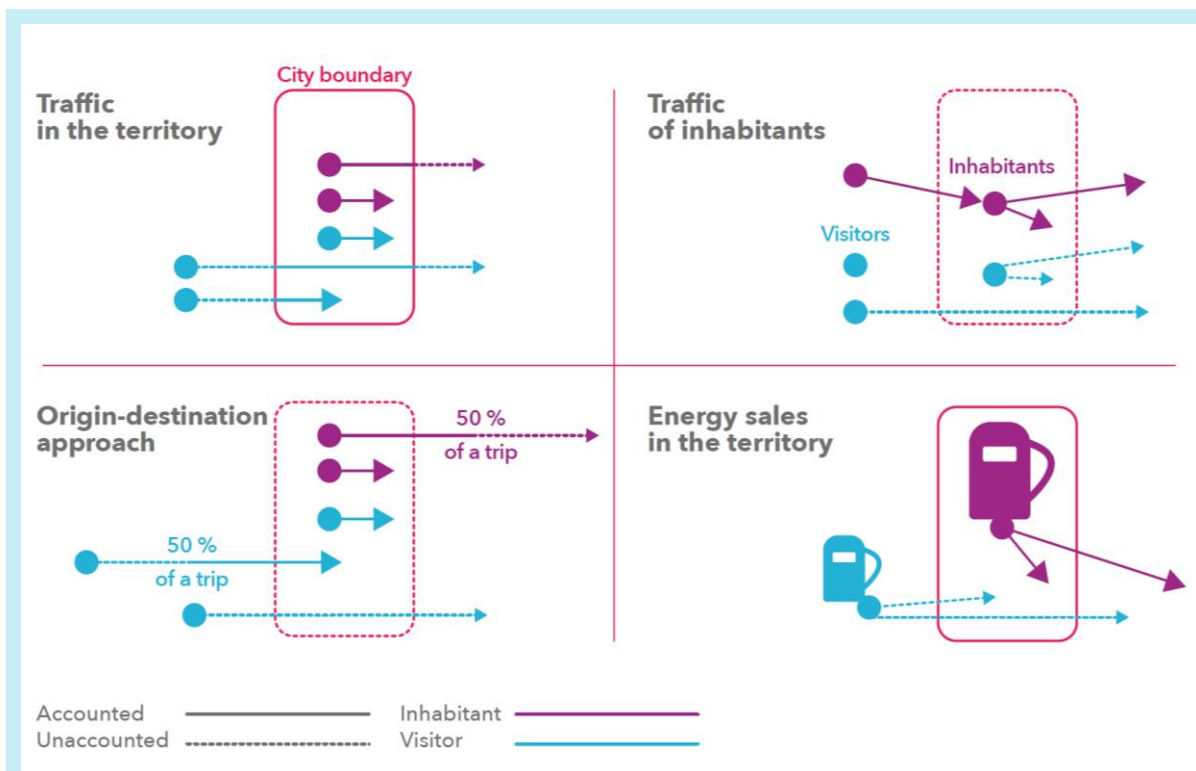 City boundary
Traffic
in the territory
Traffic
of inhabitants
Inhabitants
Visitors
Origin-destination
approach
50 %
of a trip
50 %
of a trip
Energy sales
in the territory
Accounted
Inhabitant
Unaccounted
Visitor